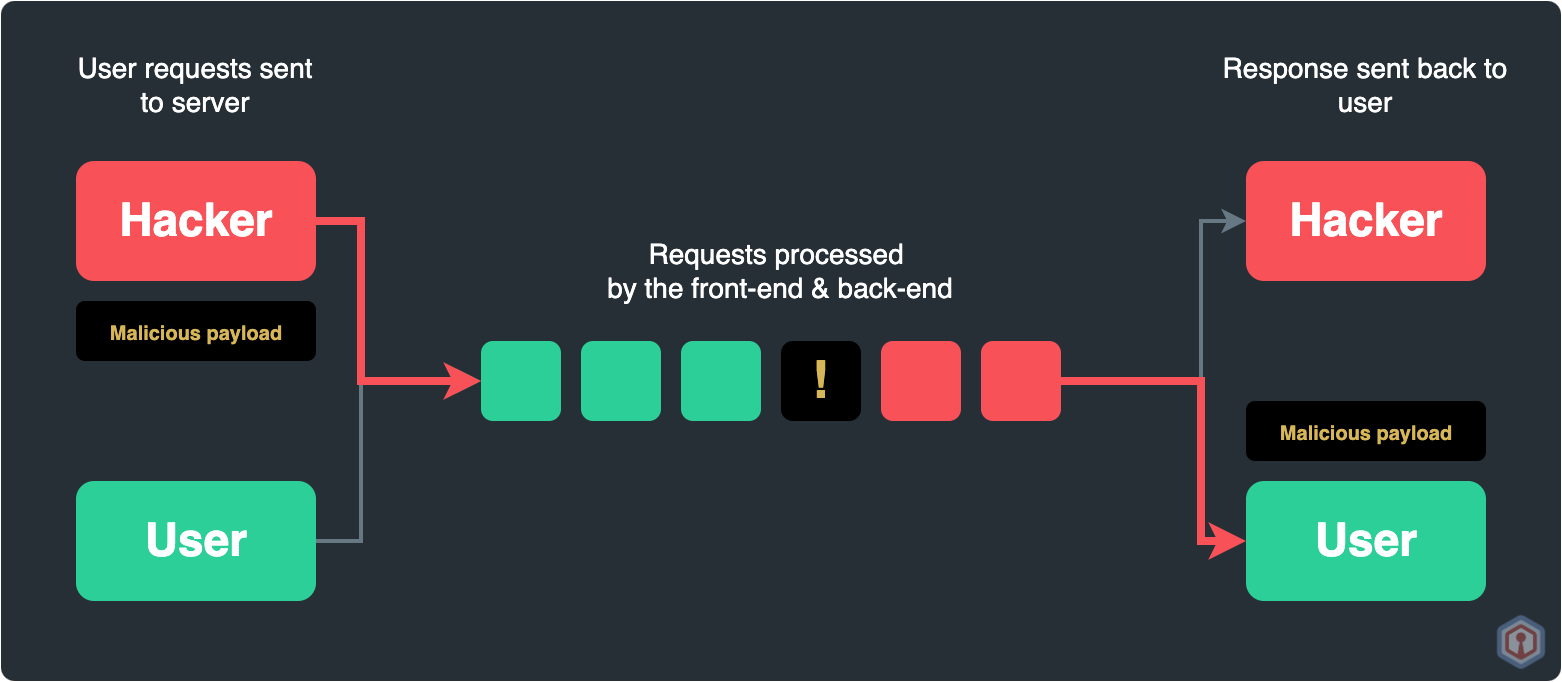 User requests sent
to server
Response sent back to
user
Hacker
Hacker
Requests processed
by the front-end & back-end
Malicious payload
!
Malicious payload
User
User